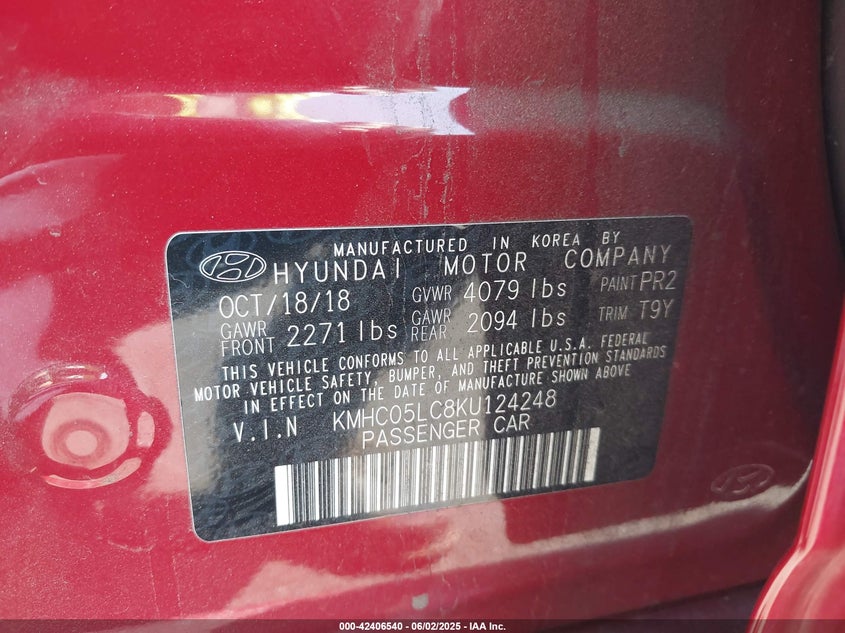 MANUFACTURED IN KOREA BY
HYUNDAI MOTOR COMPANY
OCT/18/18 GVWR 4079 lbs PAINT PR2
GAWR FRONT 2271 lbs GAWR REAR 2094 lbs TRIM T9Y
THIS VEHICLE CONFORMS TO ALL APPLICABLE U.S.A. FEDERAL
MOTOR VEHICLE SAFETY, BUMPER, AND THEFT PREVENTION STANDARDS
IN EFFECT ON THE DATE OF MANUFACTURE SHOWN ABOVE
V.I.N KMHC05LC8KU124248
PASSENGER CAR
000-42406540 - 06/02/2025 - IAA Inc.